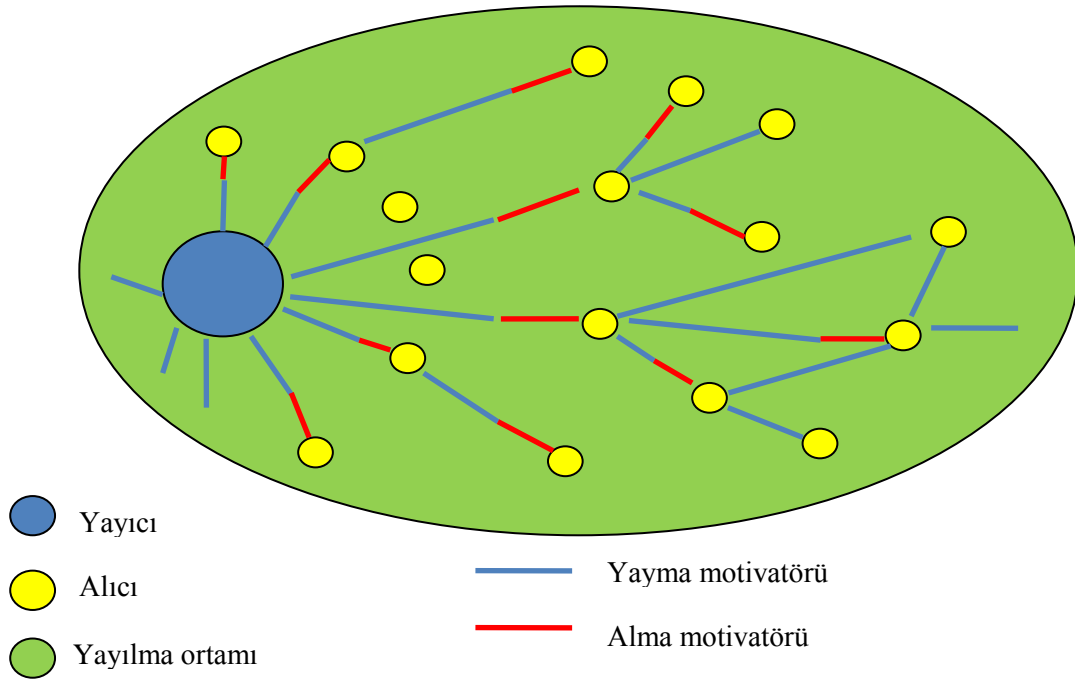 Yayıcı
Alıcı
Yayılma ortamı
Yayma motivatörü
Alma motivatörü